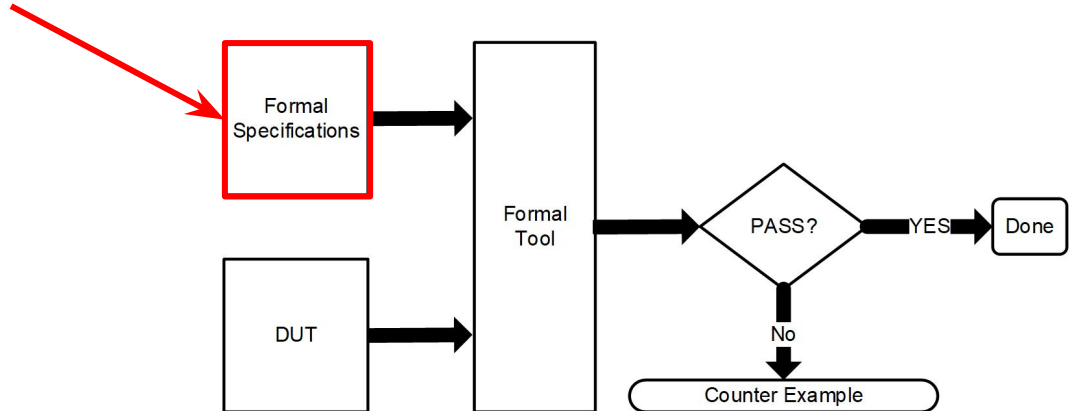 Formal
Specifications
Formal
Tool
PASS?
YES
Done
DUT
No
Counter Example